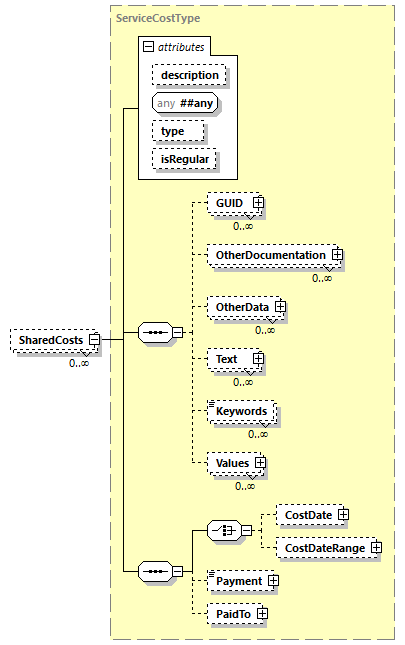 ServiceCostType
attributes
description
any ##any
type
isRegular
GUID
0..∞
OtherDocumentation
0..∞
OtherData
0..∞
SharedCosts
0..∞
Text
0..∞
Keywords
0..∞
Values
0..∞
CostDate
CostDateRange
Payment
PaidTo